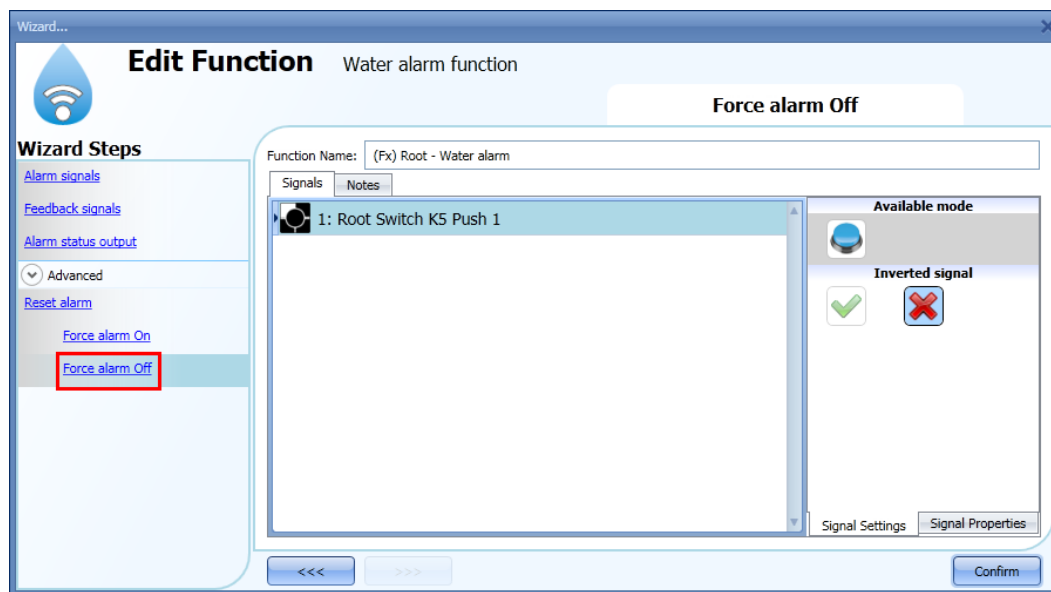 Wizard...
Edit Function Water alarm function
Force alarm Off
Wizard Steps
Alarm signals
Feedback signals
Alarm status output
Advanced
Reset alarm
Force alarm On
Force alarm Off
Function Name: (Fx) Root - Water alarm
Signals Notes
1: Root Switch K5 Push 1
Available mode
Inverted signal
Signal Settings Signal Properties
<<< >>> Confirm